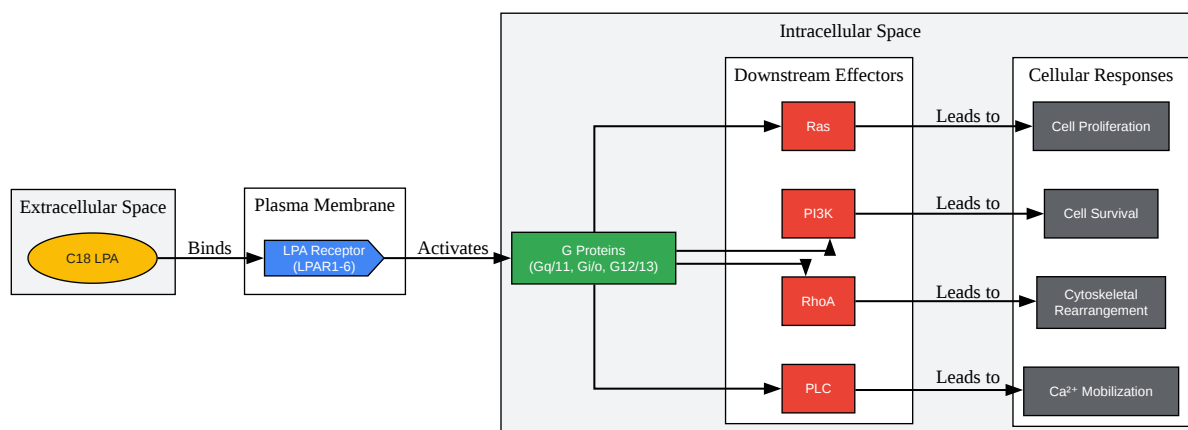 Intracellular Space
Downstream Effectors
Cellular Responses
Ras
Leads to
Cell Proliferation
Extracellular Space
Plasma Membrane
PI3K
Leads to
Cell Survival
C18 LPA
Binds
LPA Receptor
(LPAR1-6)
Activates
G Proteins
(Gq/11, Gi/o, G12/13)
RhoA
Leads to
Cytoskeletal
Rearrangement
PLC
Leads to
Ca²⁺ Mobilization